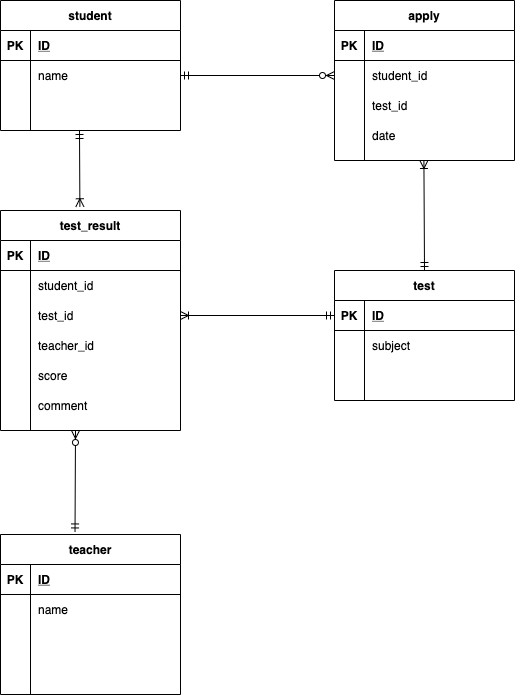 student
PK ID
name
apply
PK ID
student_id
test_id
date
test_result
PK ID
student_id
test_id
teacher_id
score
comment
test
PK ID
subject
teacher
PK ID
name